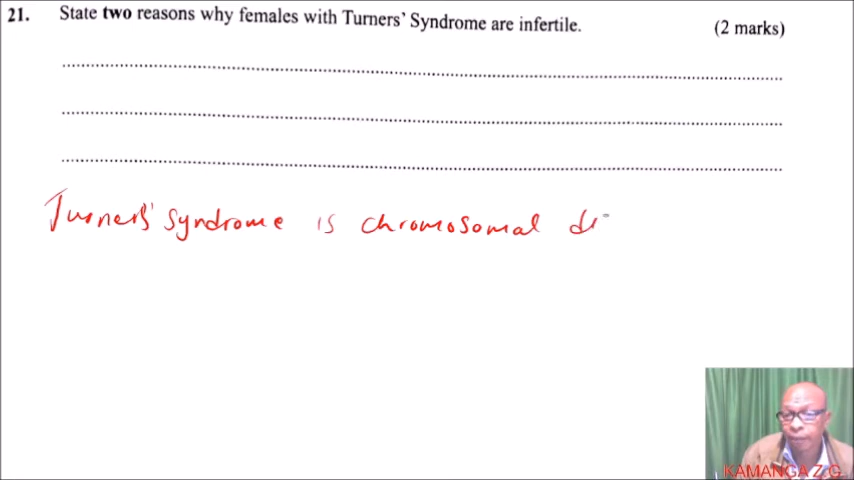 21. State two reasons why females with Turners' Syndrome are infertile.
(2 marks)
Turners' Syndrome is chromosomal
KAMANGA Z.G